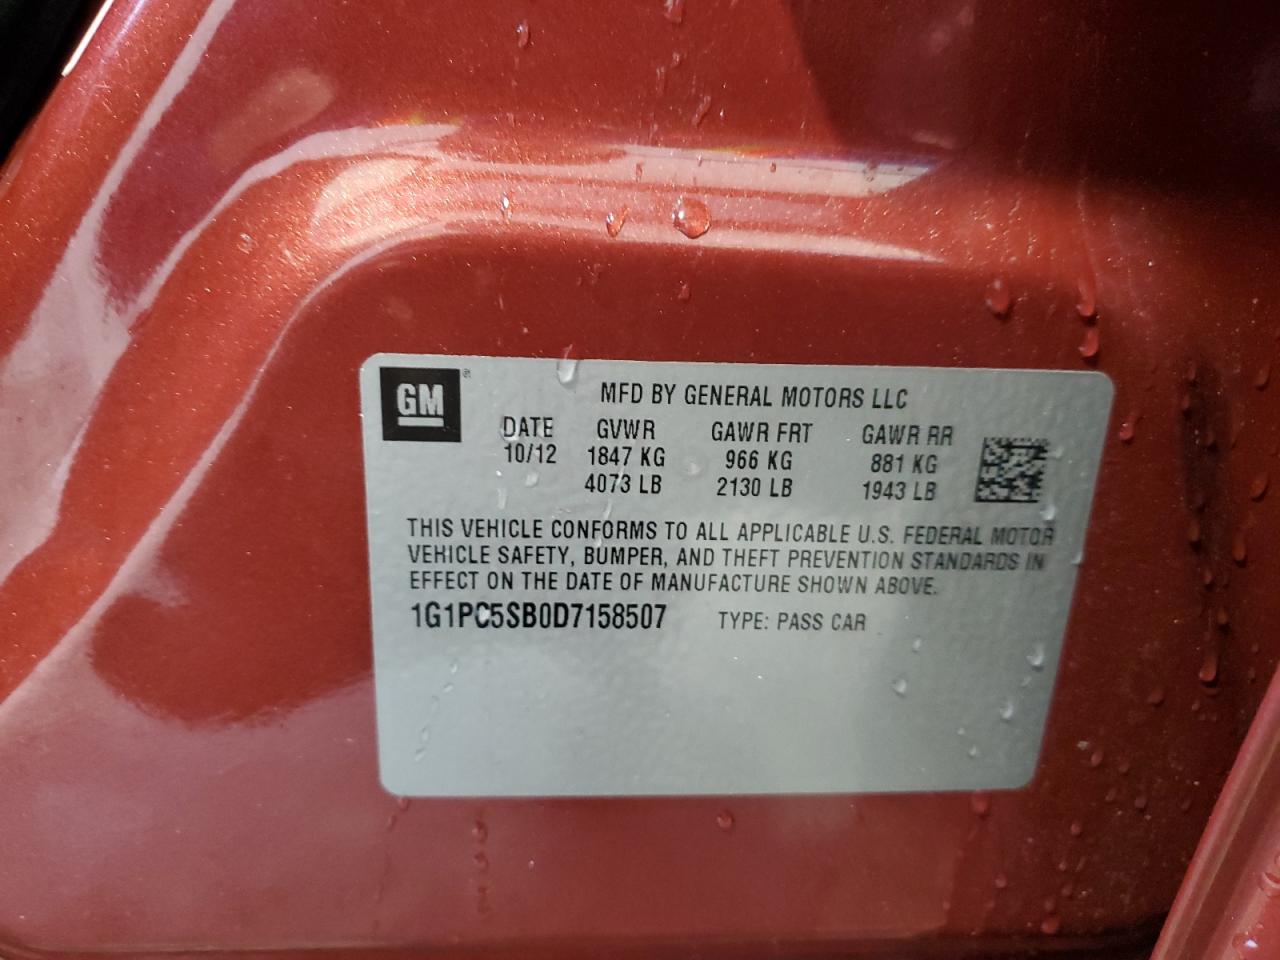 GM
MFD BY GENERAL MOTORS LLC
DATE GVWR GAWR FRT GAWR RR
10/12 1847 KG 966 KG 881 KG
4073 LB 2130 LB 1943 LB
THIS VEHICLE CONFORMS TO ALL APPLICABLE U.S. FEDERAL MOTOR
VEHICLE SAFETY, BUMPER, AND THEFT PREVENTION STANDARDS IN
EFFECT ON THE DATE OF MANUFACTURE SHOWN ABOVE.
1G1PC5SB0D7158507 TYPE: PASS CAR